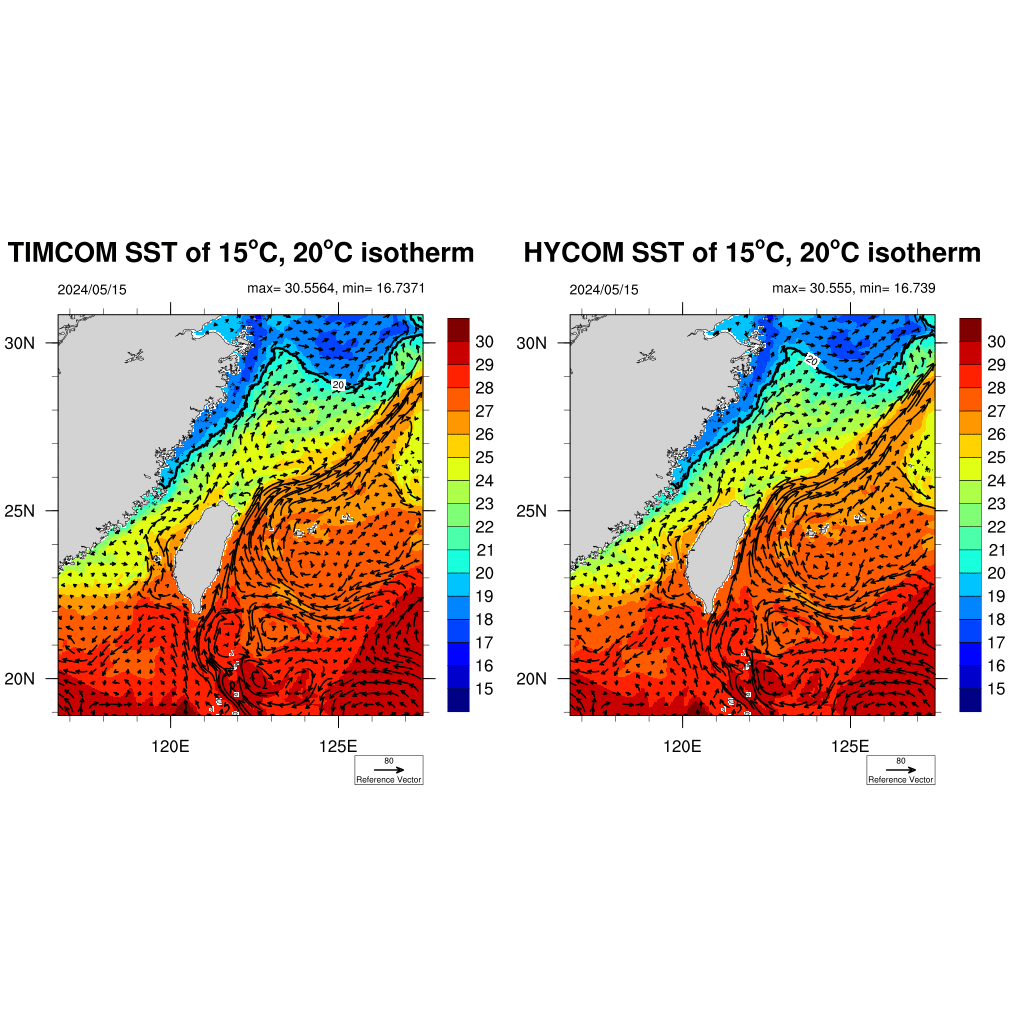 TIMCOM SST of 15°C, 20°C isotherm
2024/05/15
max= 30.5564, min= 16.7371
30N
25N
20N
120E
125E
20
30
29
28
27
26
25
24
23
22
21
20
19
18
17
16
15
80
Reference Vector
HYCOM SST of 15°C, 20°C isotherm
2024/05/15
max= 30.555, min= 16.739
30N
25N
20N
120E
125E
20
30
29
28
27
26
25
24
23
22
21
20
19
18
17
16
15
80
Reference Vector